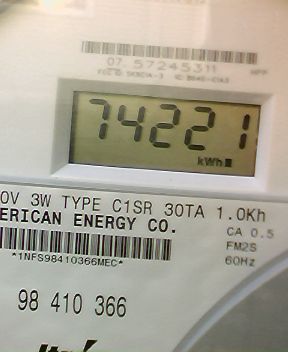 07 57245311
74221
kWh
0V 3W TYPE C1SR 30TA 1.0Kh
ERICAN ENERGY CO.
CA 0.5
FM2S
*1NFS98410366MEC*
60Hz
98 410 366